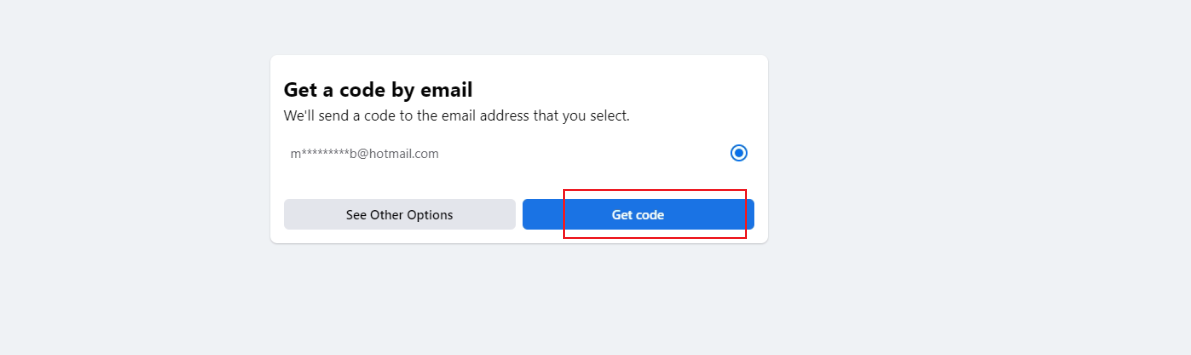 Get a code by email
We'll send a code to the email address that you select.
m*********b@hotmail.com
See Other Options
Get code